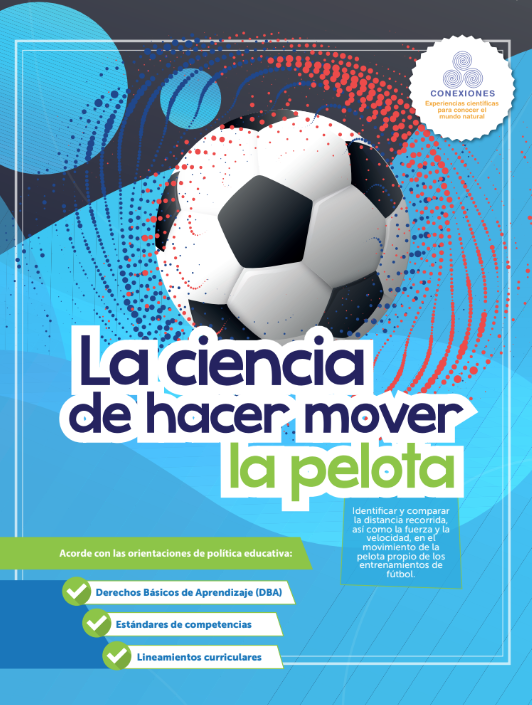 CONEXIONES
Experiencias científicas
para conocer el
mundo natural
La ciencia
de hacer mover
la pelota
Identificar y comparar
la distancia recorrida,
así como la fuerza y la
velocidad, en el
movimiento de la
pelota propio de los
entrenamientos de
fútbol.
Acorde con las orientaciones de política educativa:
Derechos Básicos de Aprendizaje (DBA)
Estándares de competencias
Lineamientos curriculares